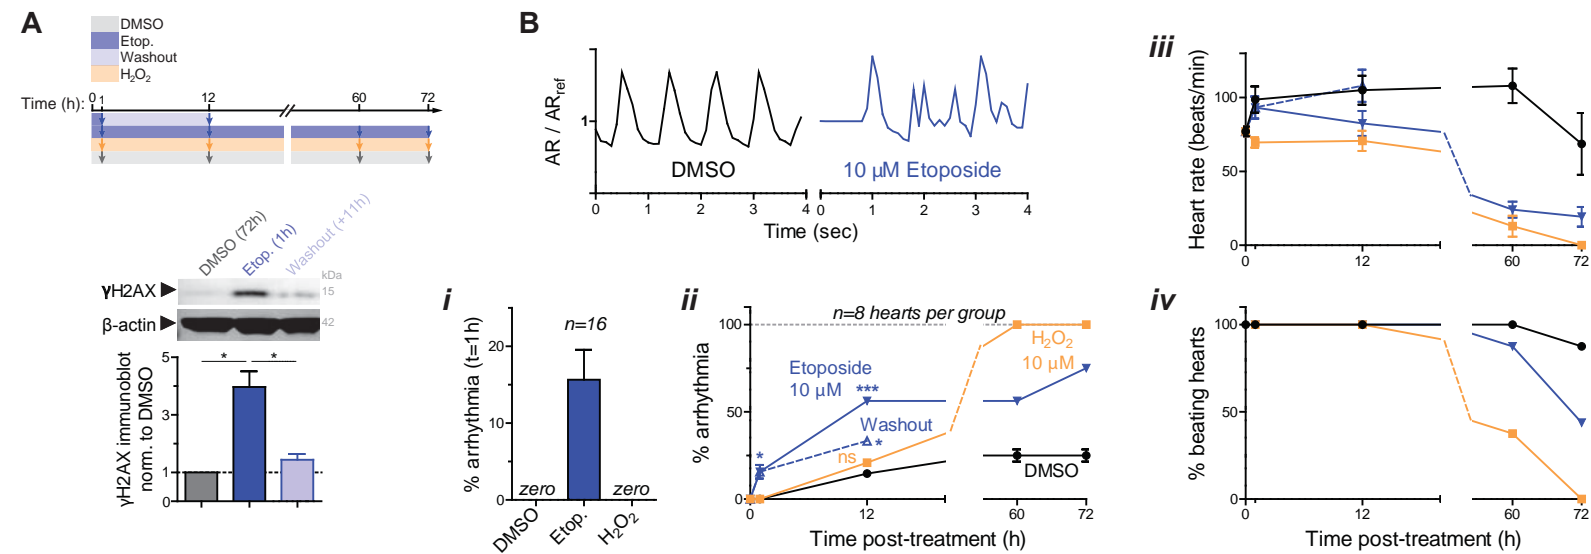 A
DMSO
Etop.
Washout
H₂O₂
Time (h): 0 1 12 60 72
DMSO (72h)
Etop. (1h)
Washout (+11h)
kDa
γH2AX
15
β-actin
42
γH2AX immunoblot
norm. to DMSO
5
3
1
0
* *
B
AR / ARref
1
DMSO
10 µM Etoposide
0 1 2 3 4
0 1 2 3 4
Time (sec)
i
% arrhythmia (t=1h)
20
10
0
n=16
zero
zero
DMSO
Etop.
H₂O₂
ii
% arrhythmia
100
50
0
n=8 hearts per group
H₂O₂
10 µM
Etoposide
10 µM
***
Washout
*
*
ns
DMSO
0 12 60 72
Time post-treatment (h)
iii
Heart rate (beats/min)
100
50
0
0 12 60 72
iv
% beating hearts
100
50
0
0 12 60 72
Time post-treatment (h)